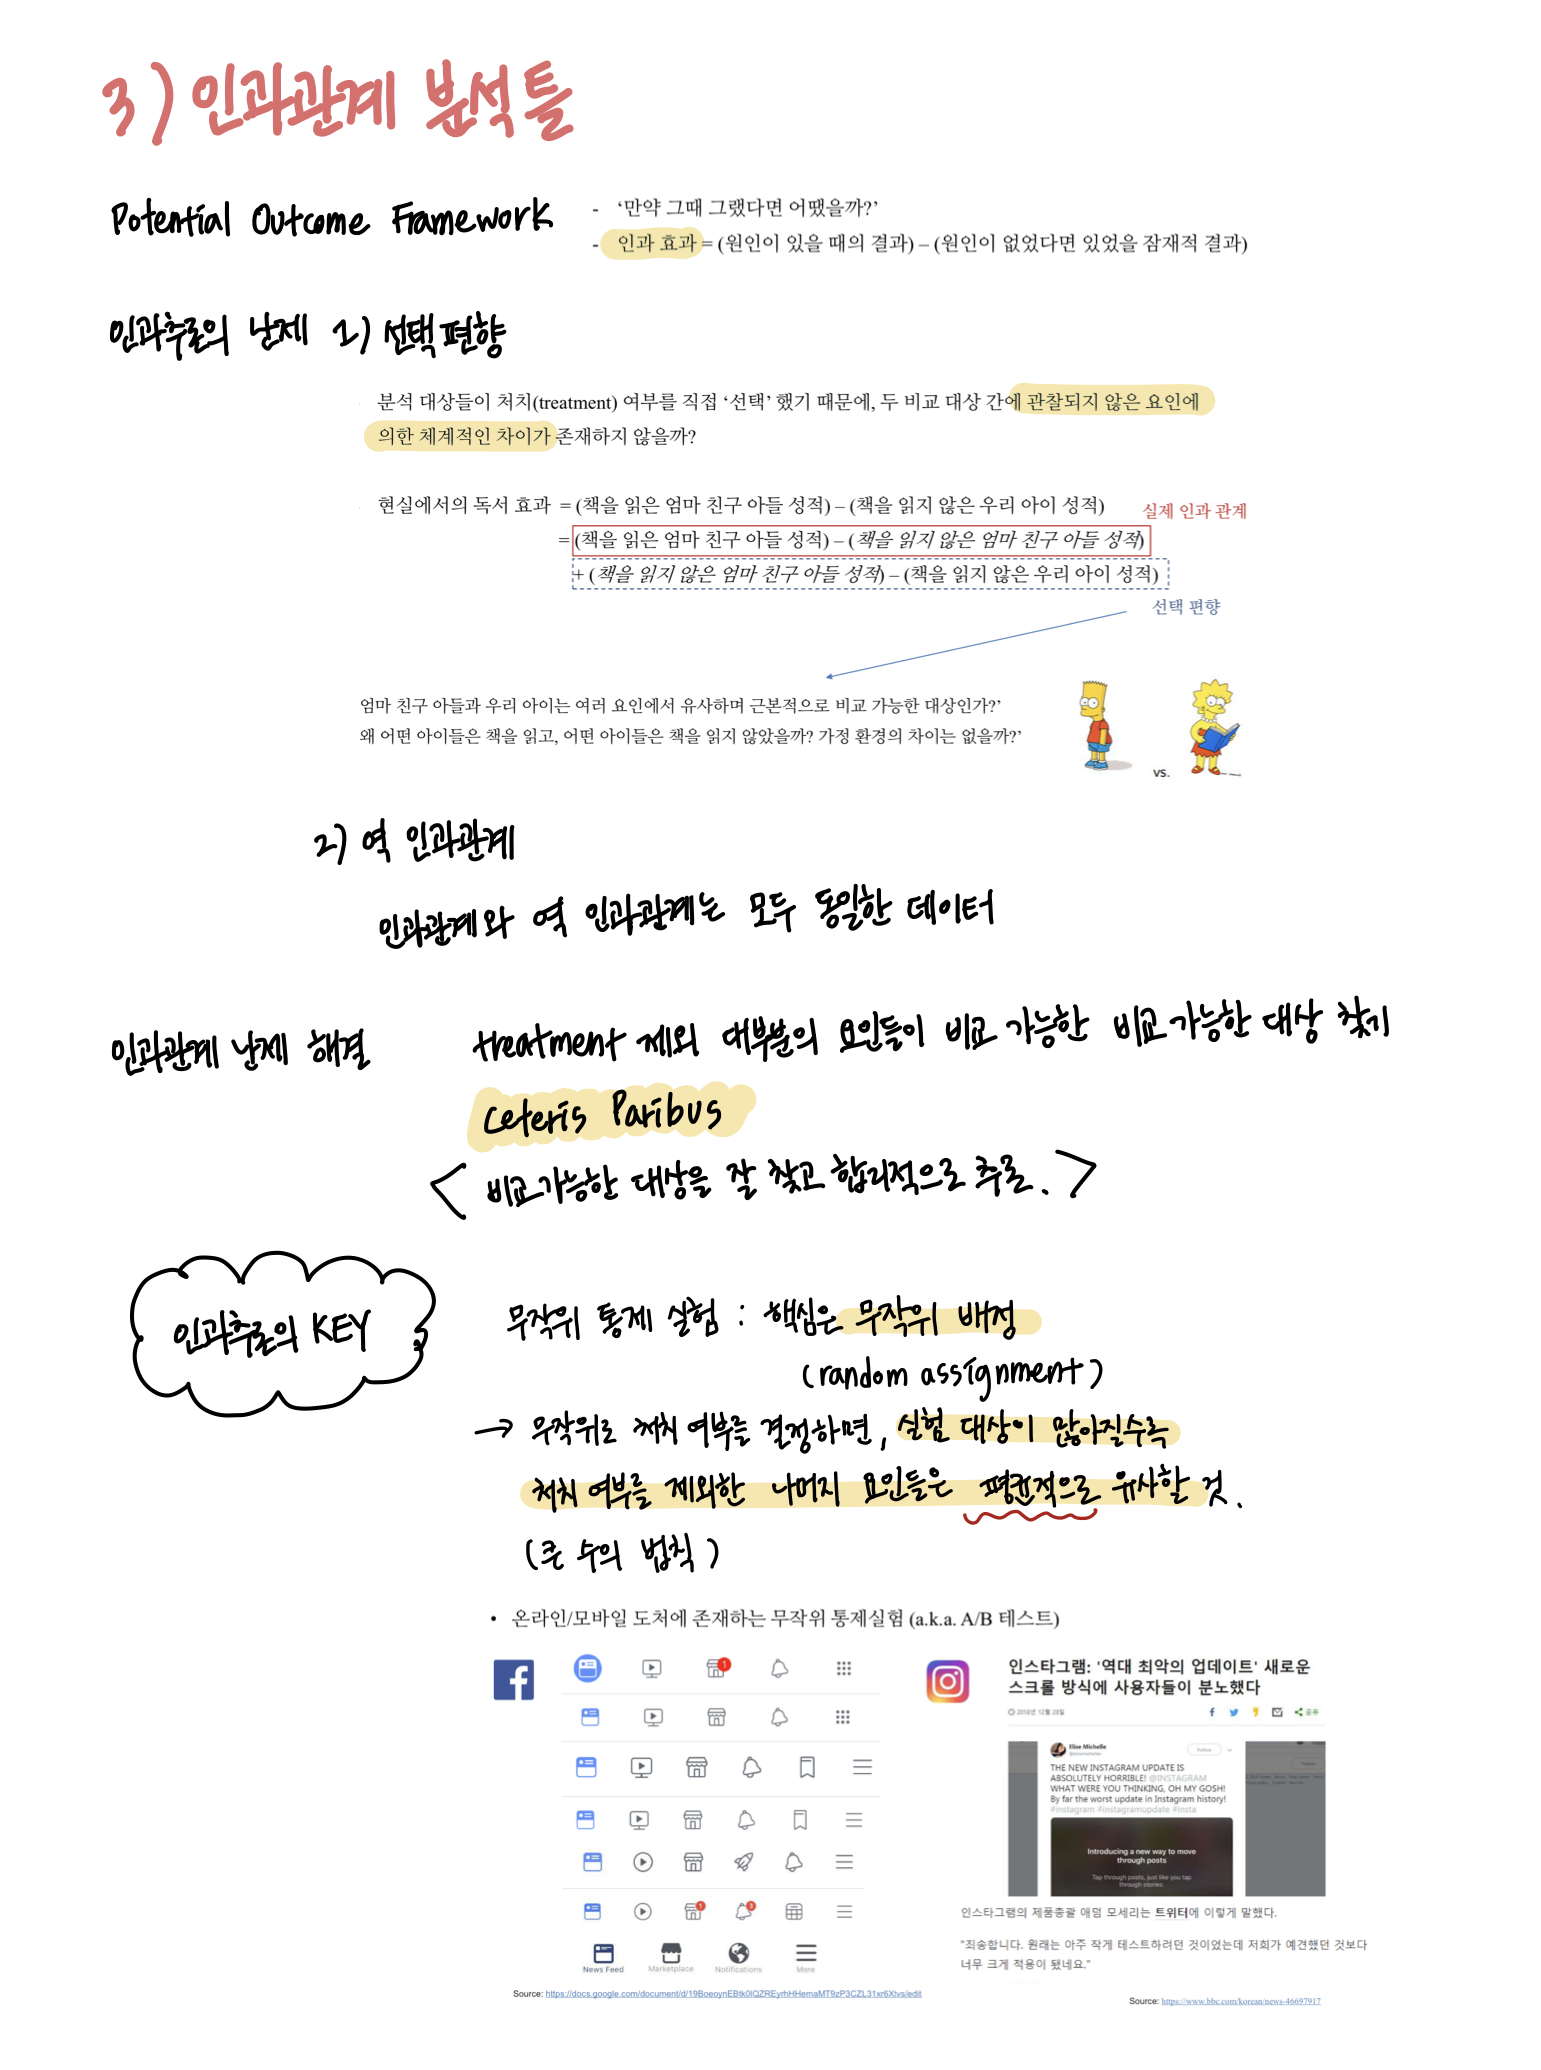 3) 인과관계 분석틀
Potential Outcome Framework
- ‘만약 그때 그랬다면 어땠을까?’
- 인과 효과 = (원인이 있을 때의 결과) – (원인이 없었다면 있었을 잠재적 결과)
인과추론의 난제 1) 선택편향
분석 대상들이 처치(treatment) 여부를 직접 ‘선택’ 했기 때문에, 두 비교 대상 간에 관찰되지 않은 요인에
의한 체계적인 차이가 존재하지 않을까?
현실에서의 독서 효과 = (책을 읽은 엄마 친구 아들 성적) – (책을 읽지 않은 우리 아이 성적)
실제 인과 관계
= (책을 읽은 엄마 친구 아들 성적) – (책을 읽지 않은 엄마 친구 아들 성적)
+ (책을 읽지 않은 엄마 친구 아들 성적) – (책을 읽지 않은 우리 아이 성적)
선택 편향
엄마 친구 아들과 우리 아이는 여러 요인에서 유사하며 근본적으로 비교 가능한 대상인가?’
왜 어떤 아이들은 책을 읽고, 어떤 아이들은 책을 읽지 않았을까? 가정 환경의 차이는 없을까?’
vs.
2) 역 인과관계
인과관계와 역 인과관계는 모두 동일한 데이터
인과관계 난제 해결
treatment 제외 대부분의 요인들이 비교 가능한 비교 가능한 대상 찾기
Ceteris Paribus
< 비교 가능한 대상을 잘 찾고 합리적으로 추론. >
인과추론의 KEY
무작위 통제 실험 : 핵심은 무작위 배정
(random assignment)
→ 무작위로 처치 여부를 결정하면, 실험 대상이 많아질수록
처치 여부를 제외한 나머지 요인들은 평균적으로 유사할 것.
(큰 수의 법칙)
• 온라인/모바일 도처에 존재하는 무작위 통제실험 (a.k.a. A/B 테스트)
인스타그램: '역대 최악의 업데이트' 새로운
스크롤 방식에 사용자들이 분노했다
2018년 12월 28일
공유
Elise Michelle
Follow
THE NEW INSTAGRAM UPDATE IS
ABSOLUTELY HORRIBLE! @INSTAGRAM
WHAT WERE YOU THINKING, OH MY GOSH!
By far the worst update in Instagram history!
#instagram #instagramupdate #insta
Introducing a new way to move
through posts
Tap through posts, just like you tap
through stories.
1
1
3
News Feed
Marketplace
Notifications
More
인스타그램의 제품총괄 애덤 모세리는 트위터에 이렇게 말했다.
"죄송합니다. 원래는 아주 작게 테스트하려던 것이었는데 저희가 예견했던 것보다
너무 크게 적용이 됐네요."
Source: https://docs.google.com/document/d/19BoeoynEBtk0IQZREyrhHHemaMT9zP3CZL31xr6Xtvs/edit
Source: https://www.bbc.com/korean/news-46697917